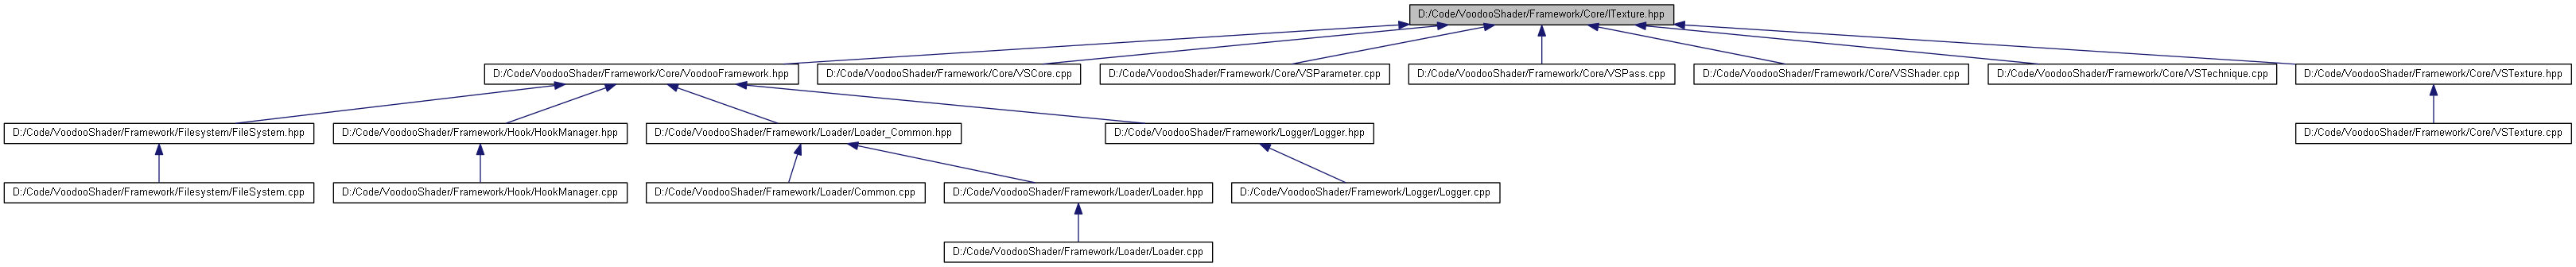 D:/Code/VoodooShader/Framework/Core/ITexture.hpp
D:/Code/VoodooShader/Framework/Core/VoodooFramework.hpp
D:/Code/VoodooShader/Framework/Core/VSCore.cpp
D:/Code/VoodooShader/Framework/Core/VSParameter.cpp
D:/Code/VoodooShader/Framework/Core/VSPass.cpp
D:/Code/VoodooShader/Framework/Core/VSShader.cpp
D:/Code/VoodooShader/Framework/Core/VSTechnique.cpp
D:/Code/VoodooShader/Framework/Core/VSTexture.hpp
D:/Code/VoodooShader/Framework/Filesystem/FileSystem.hpp
D:/Code/VoodooShader/Framework/Hook/HookManager.hpp
D:/Code/VoodooShader/Framework/Loader/Loader_Common.hpp
D:/Code/VoodooShader/Framework/Logger/Logger.hpp
D:/Code/VoodooShader/Framework/Core/VSTexture.cpp
D:/Code/VoodooShader/Framework/Filesystem/FileSystem.cpp
D:/Code/VoodooShader/Framework/Hook/HookManager.cpp
D:/Code/VoodooShader/Framework/Loader/Common.cpp
D:/Code/VoodooShader/Framework/Loader/Loader.hpp
D:/Code/VoodooShader/Framework/Logger/Logger.cpp
D:/Code/VoodooShader/Framework/Loader/Loader.cpp